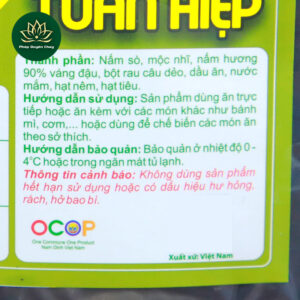 Pháp Duyên Chay
TUẤN HIỆP
Thành phần: Nấm sò, mộc nhĩ, nấm hương
90% váng đậu, bột rau câu dẻo, dầu ăn, nước
mắm, hạt nêm, hạt tiêu.
Hướng dẫn sử dụng: Sản phẩm dùng ăn trực
tiếp hoặc ăn kèm với các món khác như bánh
mì, cơm,... hoặc dùng để chế biến các món ăn
theo sở thích.
Hướng dẫn bảo quản: Bảo quản ở nhiệt độ 0-
4°C hoặc trong ngăn mát tủ lạnh.
Thông tin cảnh báo: Không dùng sản phẩm
hết hạn sử dụng hoặc có dấu hiệu hư hỏng,
rách, hở bao bì.
OCOP
One Commune One Product
Nam Dinh Viet Nam
Xuất xứ: Việt Nam